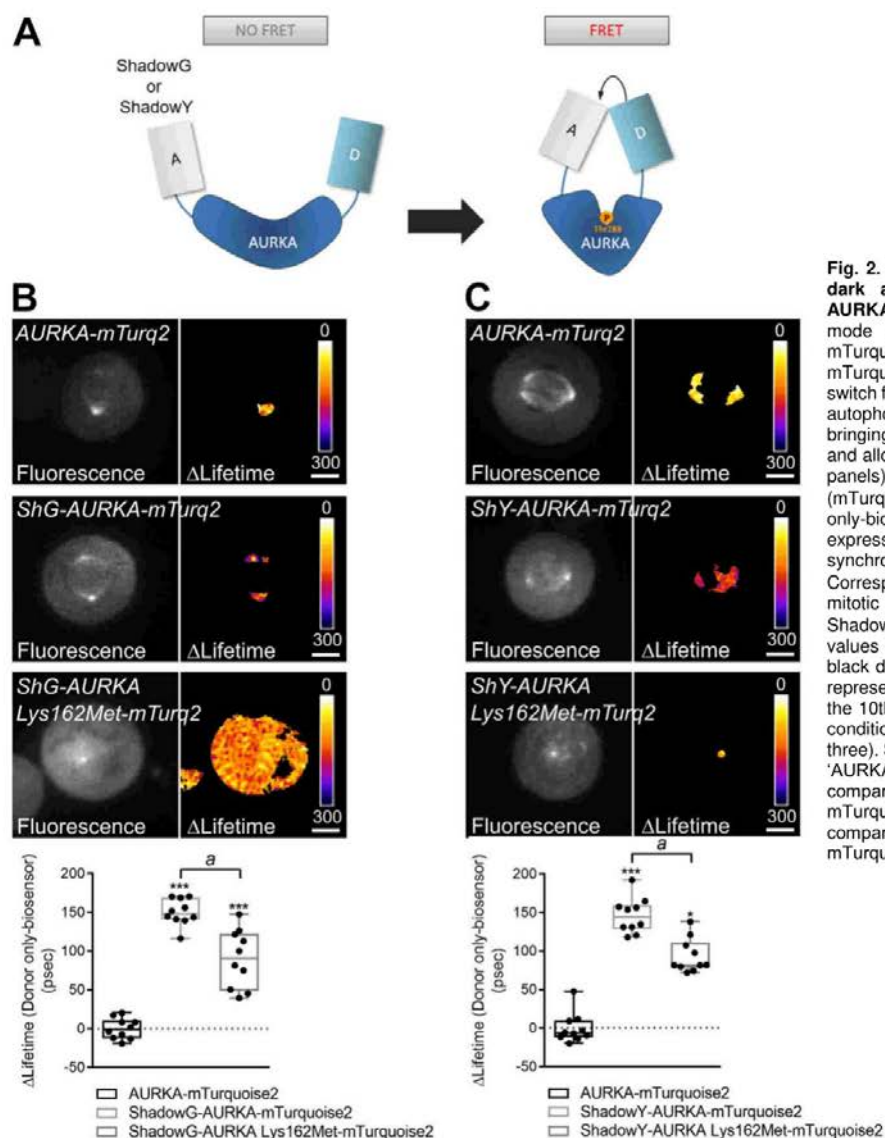 A
NO FRET
FRET
ShadowG
or
ShadowY
A
D
AURKA
A
D
P
AURKA
B
AURKA-mTurq2
Fluorescence
ΔLifetime
0
300
ShG-AURKA-mTurq2
Fluorescence
ΔLifetime
0
300
ShG-AURKA
Lys162Met-mTurq2
Fluorescence
ΔLifetime
0
300
ΔLifetime (Donor only-biosensor)
(psec)
200
150
100
50
0
-50
***
a
***
AURKA-mTurquoise2
ShadowG-AURKA-mTurquoise2
ShadowG-AURKA Lys162Met-mTurquoise2
C
AURKA-mTurq2
Fluorescence
ΔLifetime
0
300
ShY-AURKA-mTurq2
Fluorescence
ΔLifetime
0
300
ShY-AURKA
Lys162Met-mTurq2
Fluorescence
ΔLifetime
0
300
ΔLifetime (Donor only-biosensor)
(psec)
200
150
100
50
0
-50
***
a
*
AURKA-mTurquoise2
ShadowY-AURKA-mTurquoise2
ShadowY-AURKA Lys162Met-mTurquoise2
Fig. 2.
dark a
AURKA
mode
mTurqu
mTurqu
switch f
autopho
bringing
and allo
panels)
(mTurq
only-bio
express
synchro
Corresp
mitotic
Shadow
values
black d
represe
the 10th
conditio
three). S
'AURKA
compar
mTurqu
compar
mTurqu